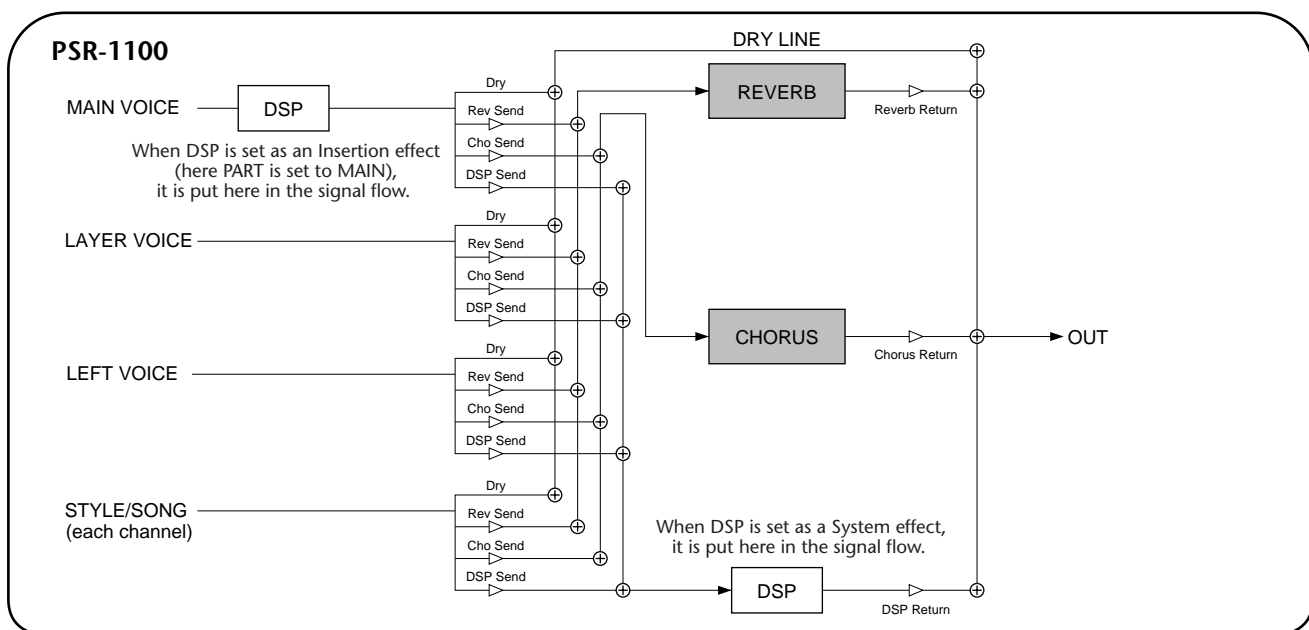 PSR-1100
DRY LINE
MAIN VOICE
DSP
Dry
Rev Send
Cho Send
DSP Send
REVERB
Reverb Return
When DSP is set as an Insertion effect
(here PART is set to MAIN),
it is put here in the signal flow.
LAYER VOICE
Dry
Rev Send
Cho Send
DSP Send
CHORUS
Chorus Return
OUT
LEFT VOICE
Dry
Rev Send
Cho Send
DSP Send
STYLE/SONG
(each channel)
Dry
Rev Send
Cho Send
DSP Send
When DSP is set as a System effect,
it is put here in the signal flow.
DSP
DSP Return